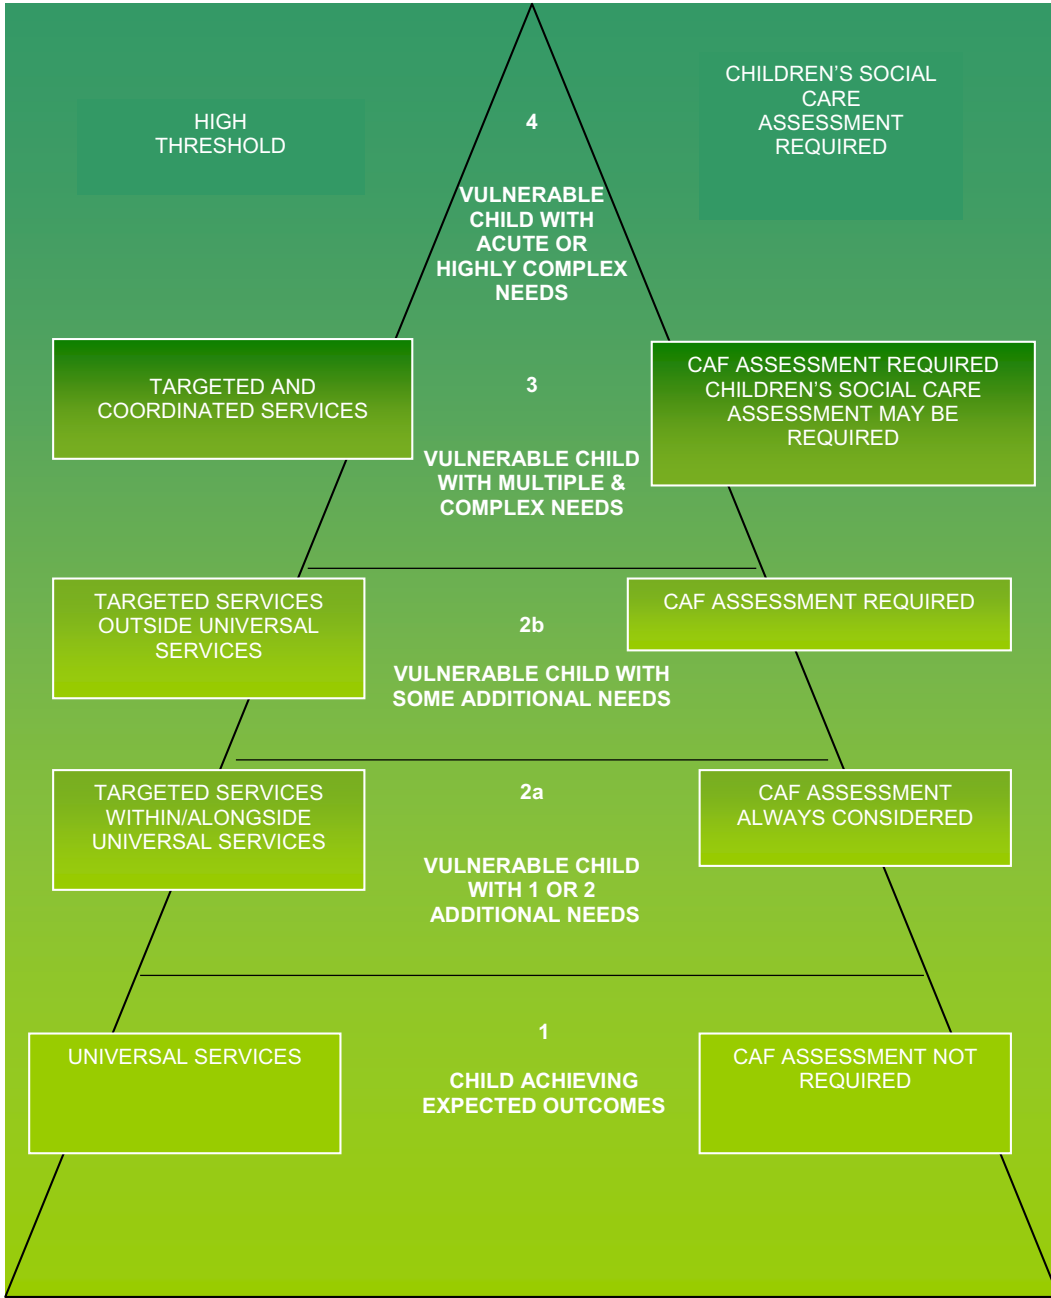 HIGH
THRESHOLD
4
CHILDREN'S SOCIAL
CARE
ASSESSMENT
REQUIRED
VULNERABLE
CHILD WITH
ACUTE OR
HIGHLY COMPLEX
NEEDS
TARGETED AND
COORDINATED SERVICES
3
CAF ASSESSMENT REQUIRED
CHILDREN'S SOCIAL CARE
ASSESSMENT MAY BE
REQUIRED
VULNERABLE CHILD
WITH MULTIPLE &
COMPLEX NEEDS
TARGETED SERVICES
OUTSIDE UNIVERSAL
SERVICES
2b
CAF ASSESSMENT REQUIRED
VULNERABLE CHILD WITH
SOME ADDITIONAL NEEDS
TARGETED SERVICES
WITHIN/ALONGSIDE
UNIVERSAL SERVICES
2a
CAF ASSESSMENT
ALWAYS CONSIDERED
VULNERABLE CHILD
WITH 1 OR 2
ADDITIONAL NEEDS
UNIVERSAL SERVICES
1
CAF ASSESSMENT NOT
REQUIRED
CHILD ACHIEVING
EXPECTED OUTCOMES